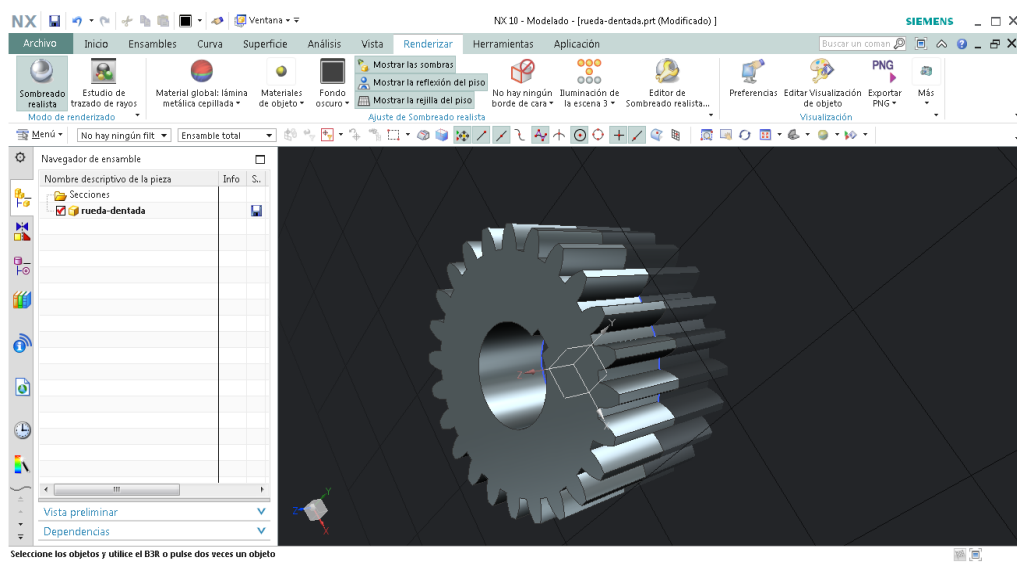 NX Ventana NX 10 - Modelado - [rueda-dentada.prt (Modificado) ] SIEMENS
Archivo Inicio Ensambles Curva Superficie Análisis Vista Renderizar Herramientas Aplicación Buscar un coman
Sombreado realista
Estudio de trazado de rayos
Modo de renderizado
Material global: lámina metálica cepillada
Materiales de objeto
Fondo oscuro
Mostrar las sombras
Mostrar la reflexión del piso
Mostrar la rejilla del piso
No hay ningún borde de cara
Iluminación de la escena 3
Editor de Sombreado realista...
Ajuste de Sombreado realista
Preferencias
Editar Visualización de objeto
PNG
Exportar PNG
Más
Visualización
Menú No hay ningún filt Ensamble total
Navegador de ensamble
Nombre descriptivo de la pieza Info S..
Secciones
rueda-dentada
Vista preliminar
Dependencias
Y
Y
Z
X
Seleccione los objetos y utilice el B3R o pulse dos veces un objeto